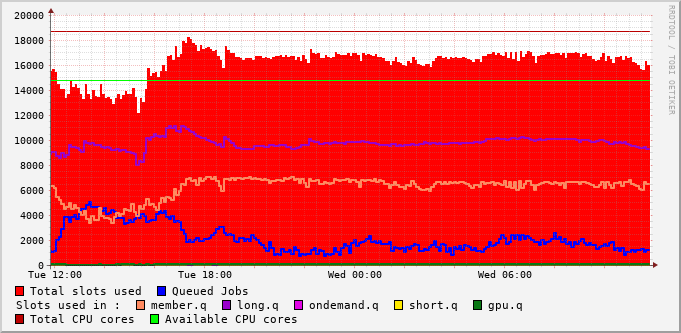 20000
18000
16000
14000
12000
10000
8000
6000
4000
2000
0
Tue 12:00 Tue 18:00 Wed 00:00 Wed 06:00
RRDTOOL / TOBI OETIKER
Total slots used Queued Jobs
Slots used in : member.q long.q ondemand.q short.q gpu.q
Total CPU cores Available CPU cores